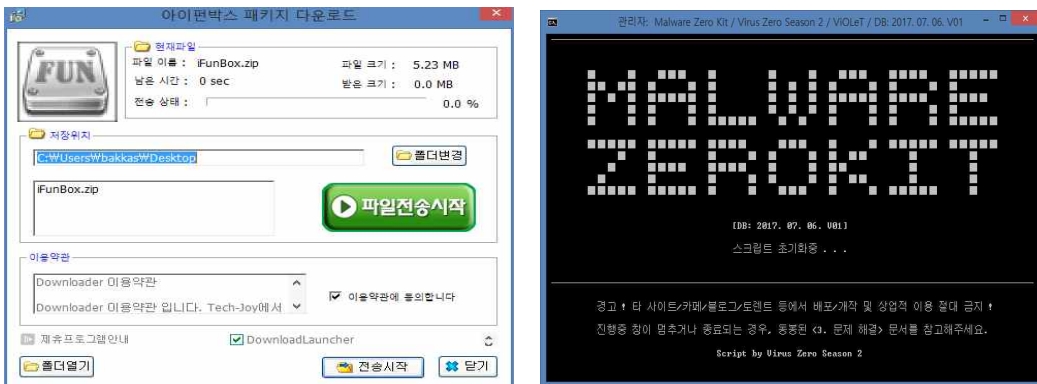 아이펀박스 패키지 다운로드
FUN
현재파일
파일 이름 : iFunBox.zip
파일 크기 : 5.23 MB
남은 시간 : 0 sec
받은 크기 : 0.0 MB
전송 상태 :
0.0 %
저장위치
C:₩Users₩bakkas₩Desktop
폴더변경
iFunBox.zip
파일전송시작
이용약관
Downloader 이용약관
Downloader 이용약관 입니다. Tech-Joy에서
이용약관에 동의합니다
제휴프로그램안내
DownloadLauncher
폴더열기
전송시작
닫기
관리자: Malware Zero Kit / Virus Zero Season 2 / ViOLeT / DB: 2017. 07. 06. V01
MALWARE
ZEROKIT
[DB: 2017. 07. 06. V01]
스크립트 초기화중 . . .
경고 ! 타 사이트/카페/블로그/토렌트 등에서 배포/개작 및 상업적 이용 절대 금지 !
진행중 창이 멈추거나 종료되는 경우, 동봉된 <3. 문제 해결> 문서를 참고해주세요.
Script by Virus Zero Season 2